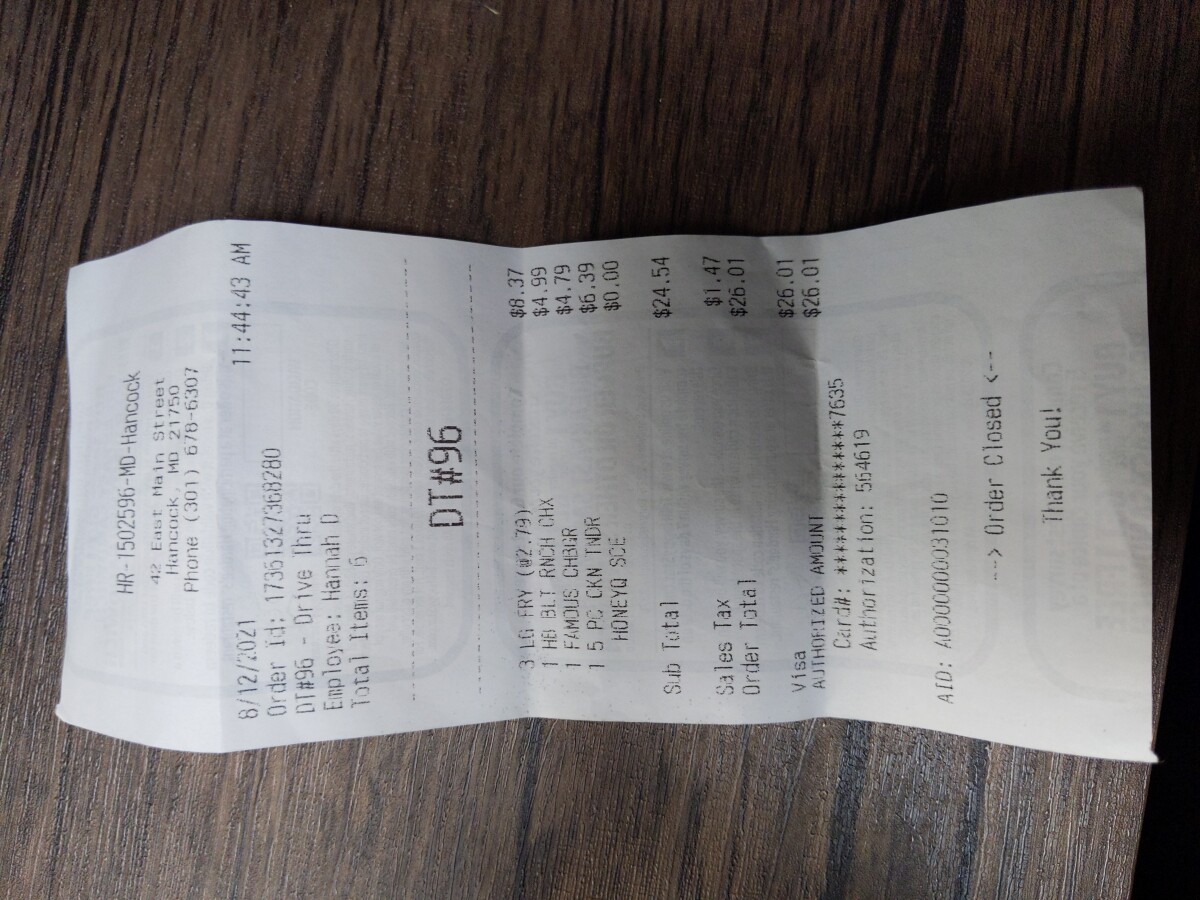 HR-1502596-MD-Hancock
42 East Main Street
Hancock, MD 21750
Phone (301) 678-6307
8/12/2021 11:44:43 AM
Order Id: 17361327368280
DT#96 - Drive Thru
Employee: Hannah D
Total Items: 6
DT#96
3 LG FRY (@2.79) $8.37
1 HEI BLT RNCH CHX $4.99
1 FAMOUS CHBGR $4.79
1 5 PC CKN TNDR $6.39
HONEYQ SCE $0.00
Sub Total $24.54
Sales Tax $1.47
Order Total $26.01
Visa $26.01
AUTHORIZED AMOUNT $26.01
Card#: ************7635
Authorization: 564619
AID: A0000000031010
---> Order Closed <---
Thank You!